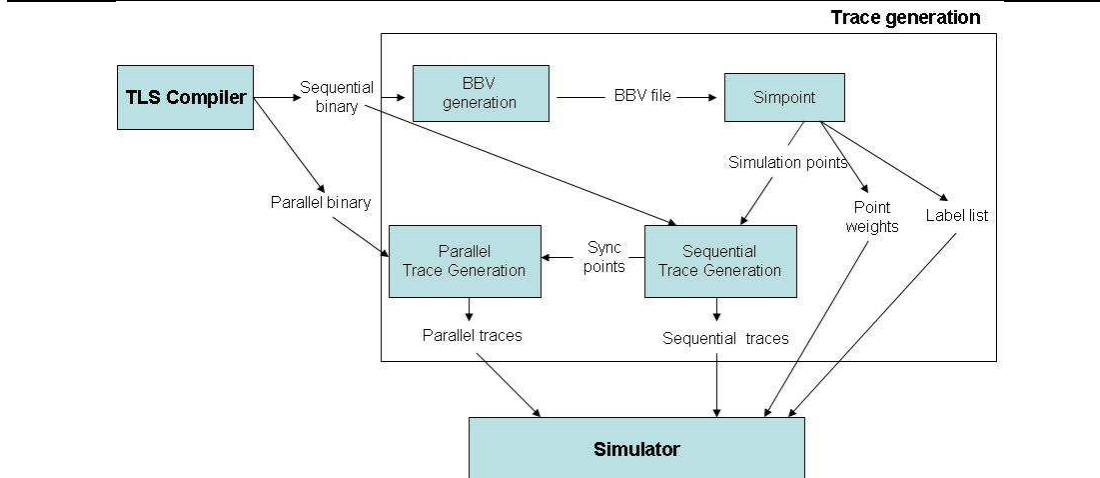 Trace generation
TLS Compiler
Sequential
binary
BBV
generation
BBV file
Simpoint
Simulation points
Parallel binary
Point
weights
Label list
Parallel
Trace Generation
Sync
points
Sequential
Trace Generation
Parallel traces
Sequential traces
Simulator